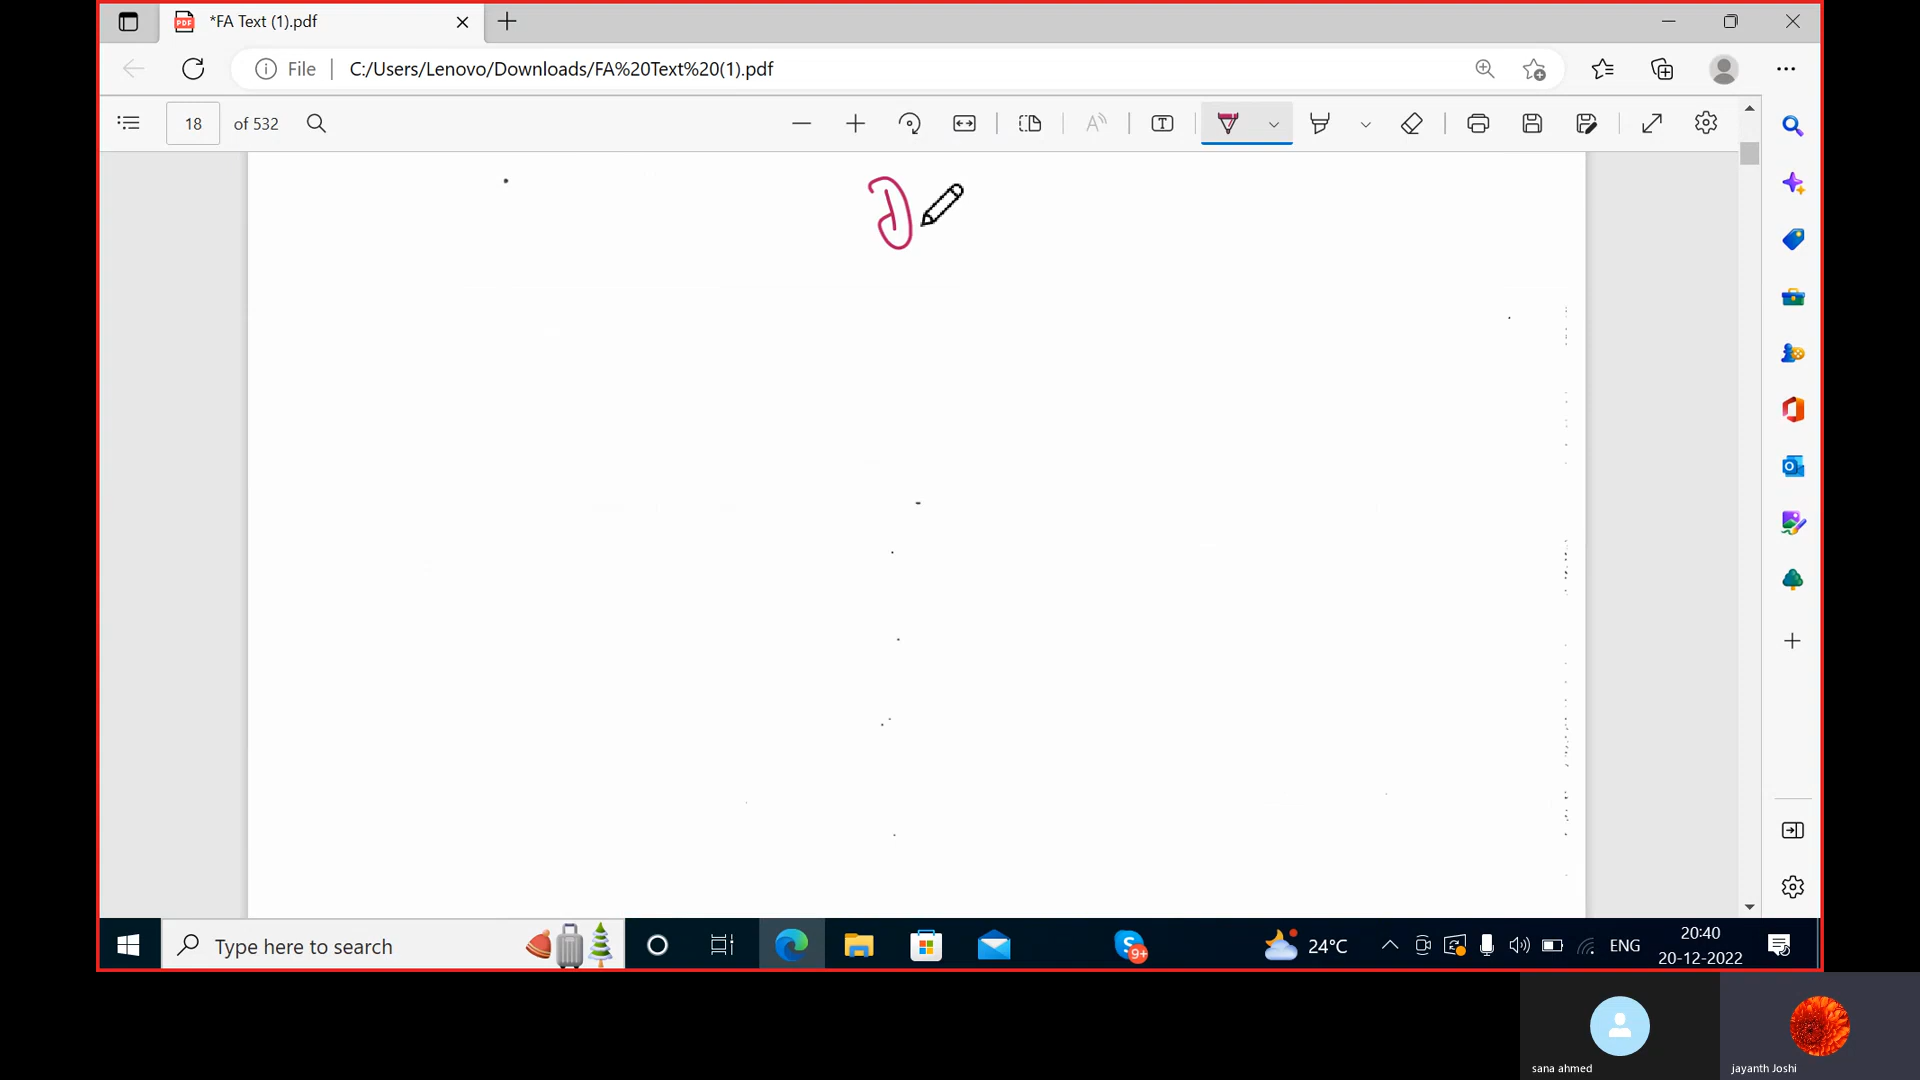 *FA Text (1).pdf
File
C:/Users/Lenovo/Downloads/FA%20Text%20(1).pdf
18 of 532
Type here to search
9+
24°C
ENG
20:40
20-12-2022
sana ahmed
jayanth Joshi